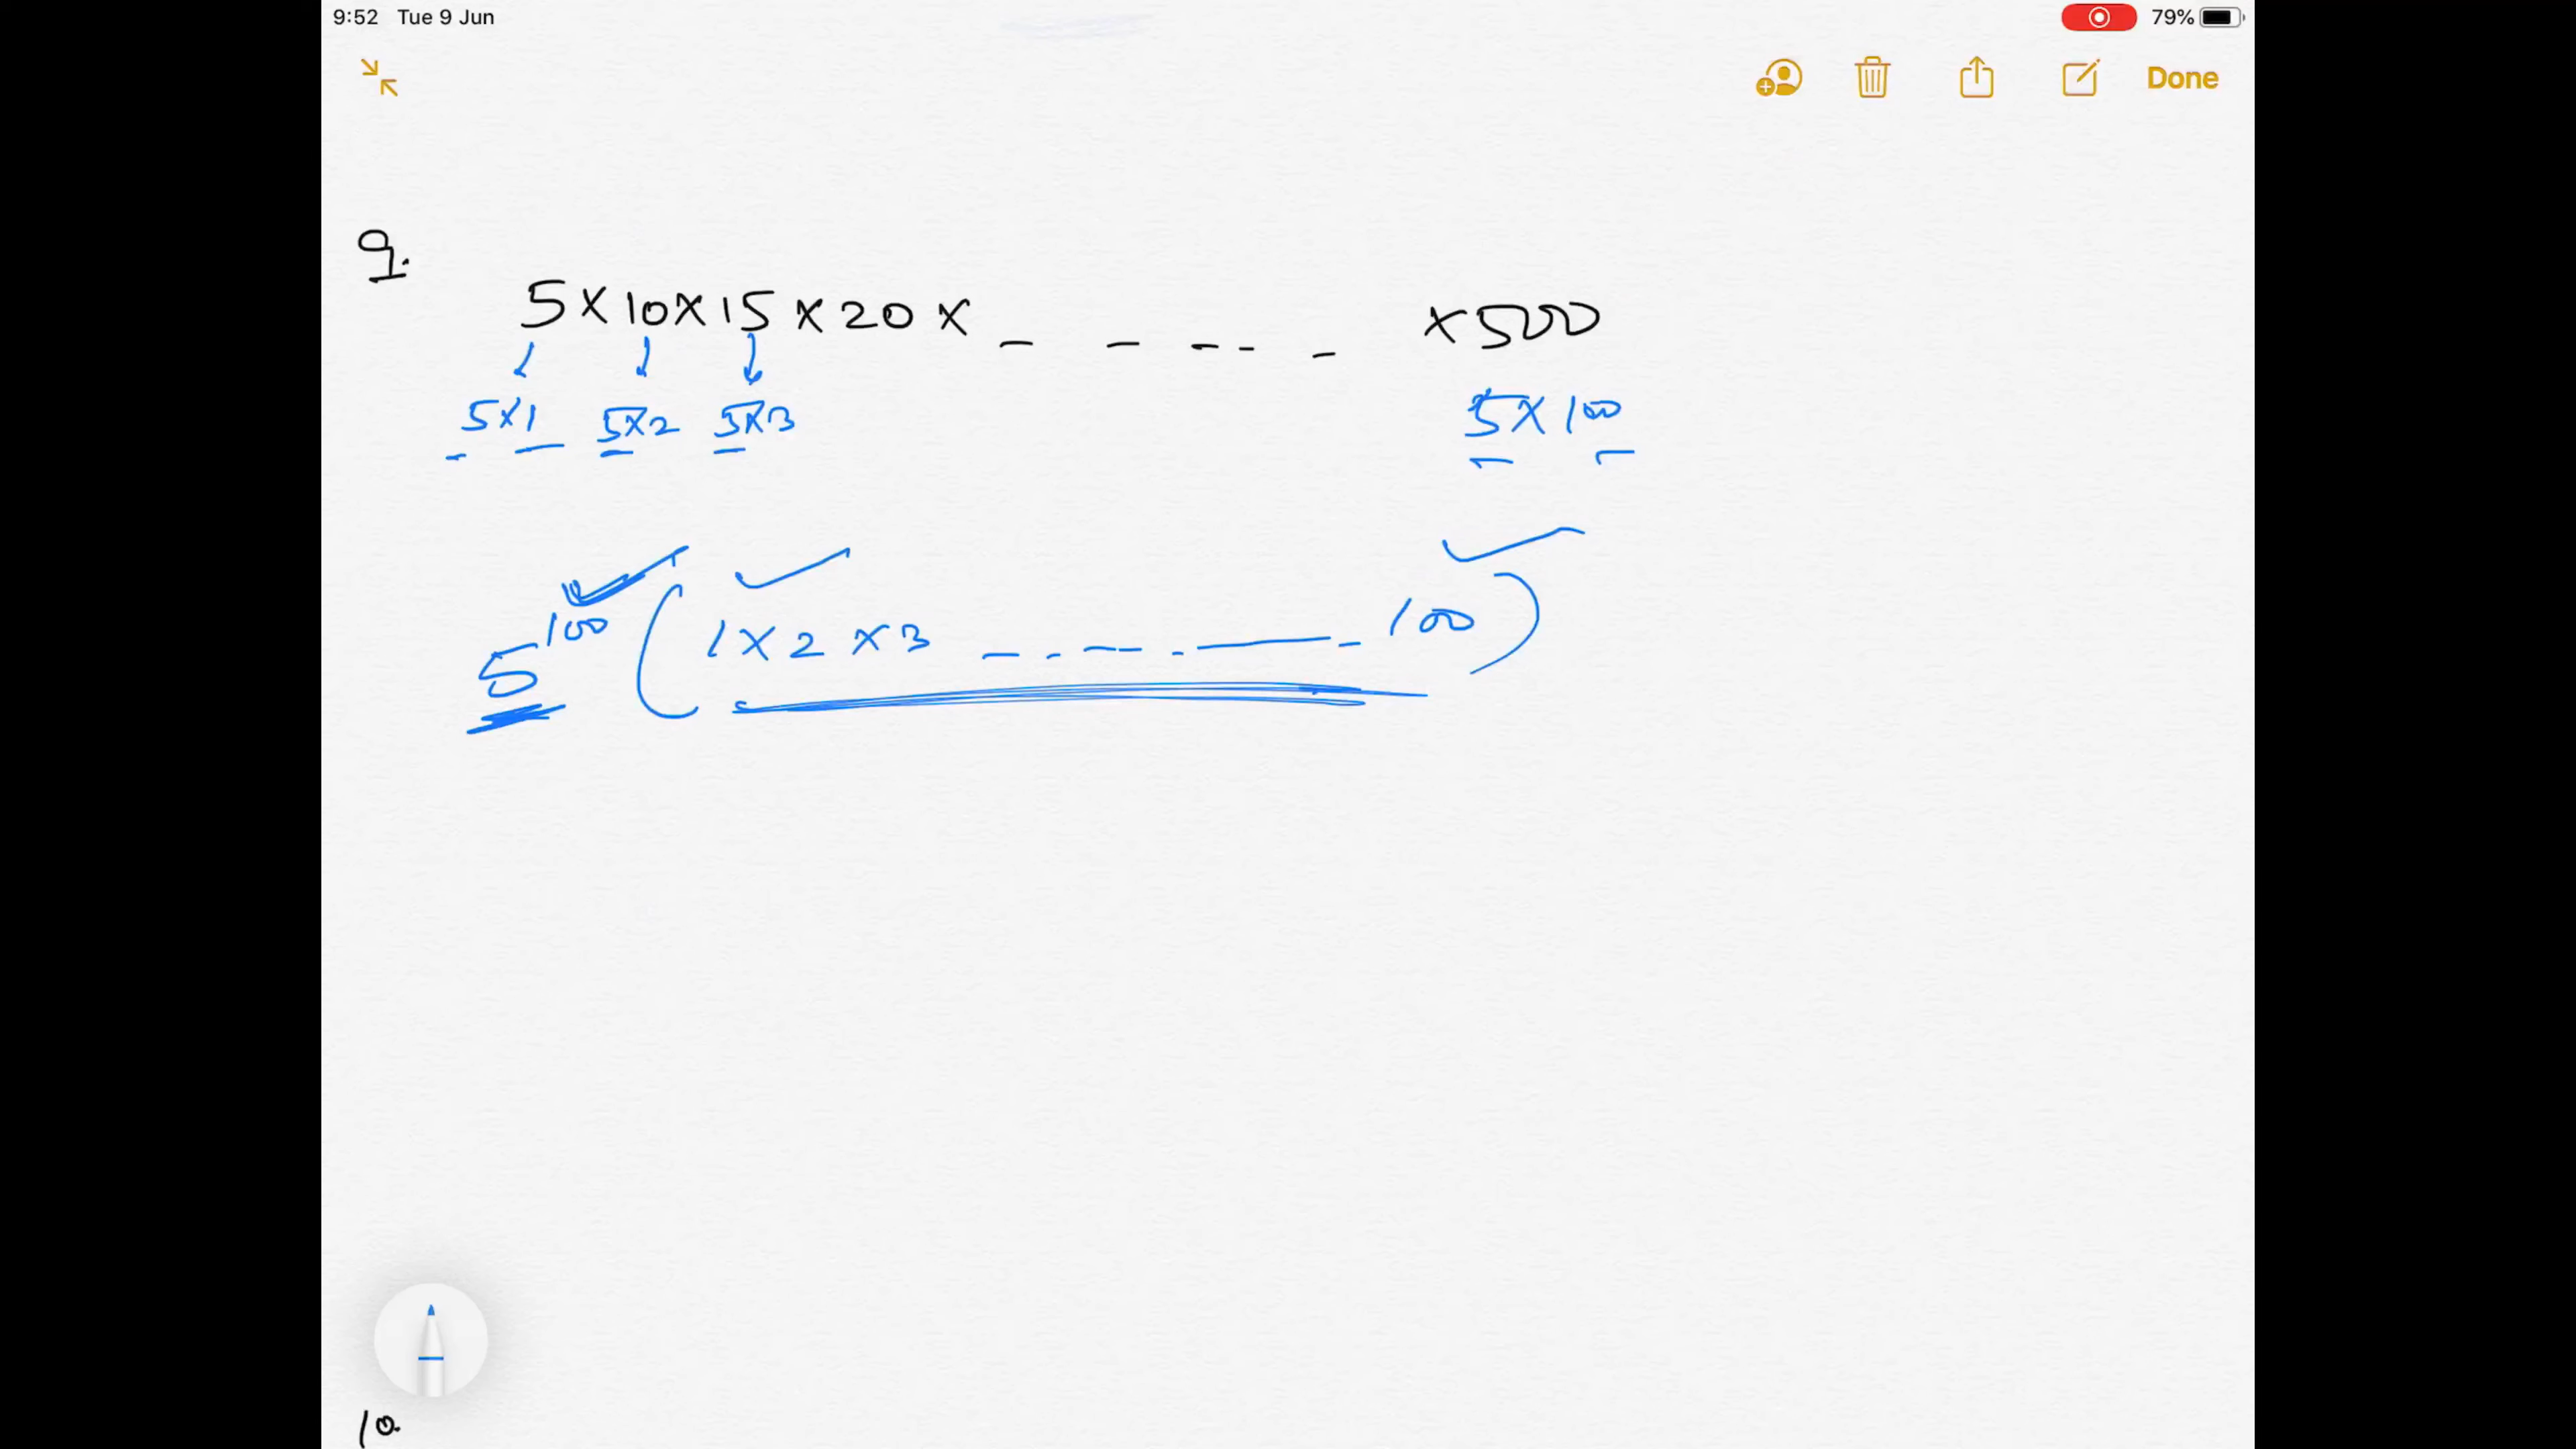 9:52 Tue 9 Jun 79%
Done
9.
5 × 10 × 15 × 20 × _ _ _ _ _ × 500
5×1 5×2 5×3 5×100
5^100 (1 × 2 × 3 _ _ _ _ _ _ 100)
10.